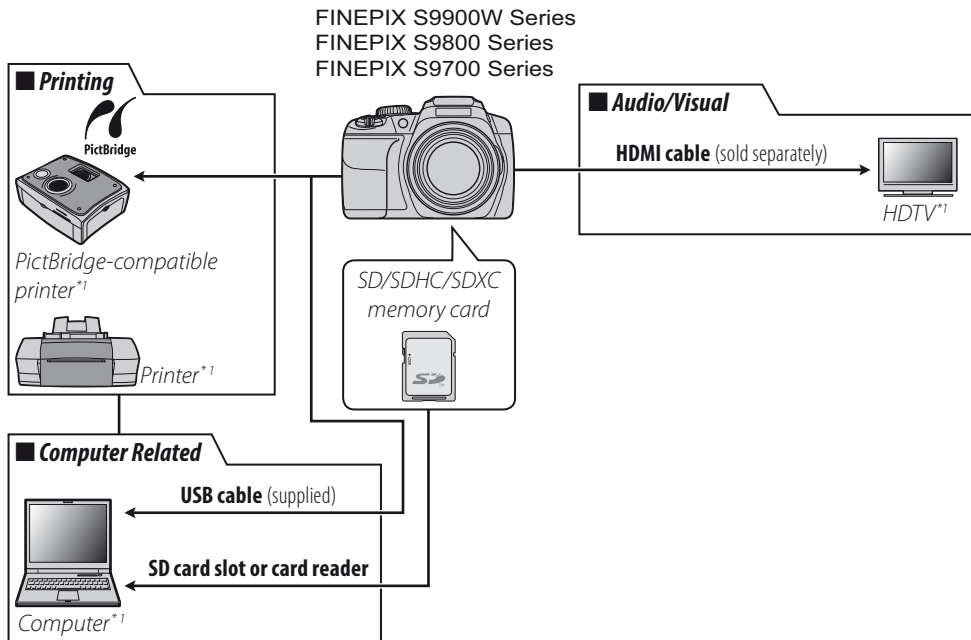 FINEPIX S9900W Series
FINEPIX S9800 Series
FINEPIX S9700 Series
■ Printing
PictBridge
PictBridge-compatible
printer*1
Printer*1
■ Audio/Visual
HDMI cable (sold separately)
HDTV*1
SD/SDHC/SDXC
memory card
SD
■ Computer Related
USB cable (supplied)
SD card slot or card reader
Computer*1